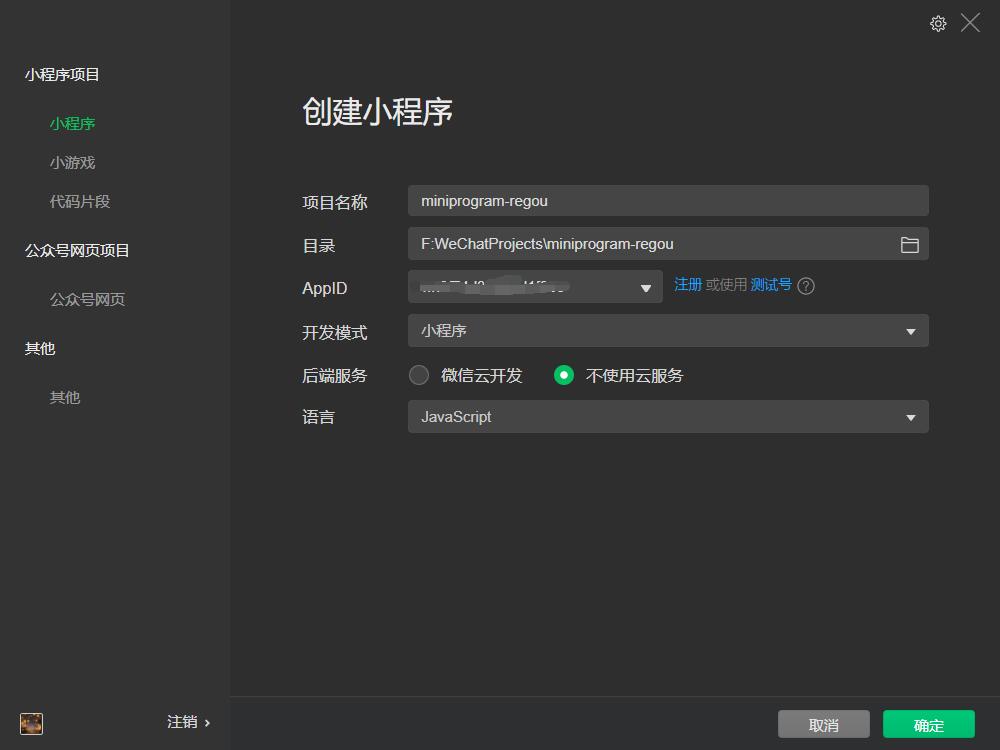 小程序项目
小程序
小游戏
代码片段
公众号网页项目
公众号网页
其他
其他
注销
创建小程序
项目名称 miniprogram-regou
目录 F:WeChatProjects\miniprogram-regou
AppID 注册 或使用 测试号 ?
开发模式 小程序
后端服务 微信云开发 不使用云服务
语言 JavaScript
取消 确定